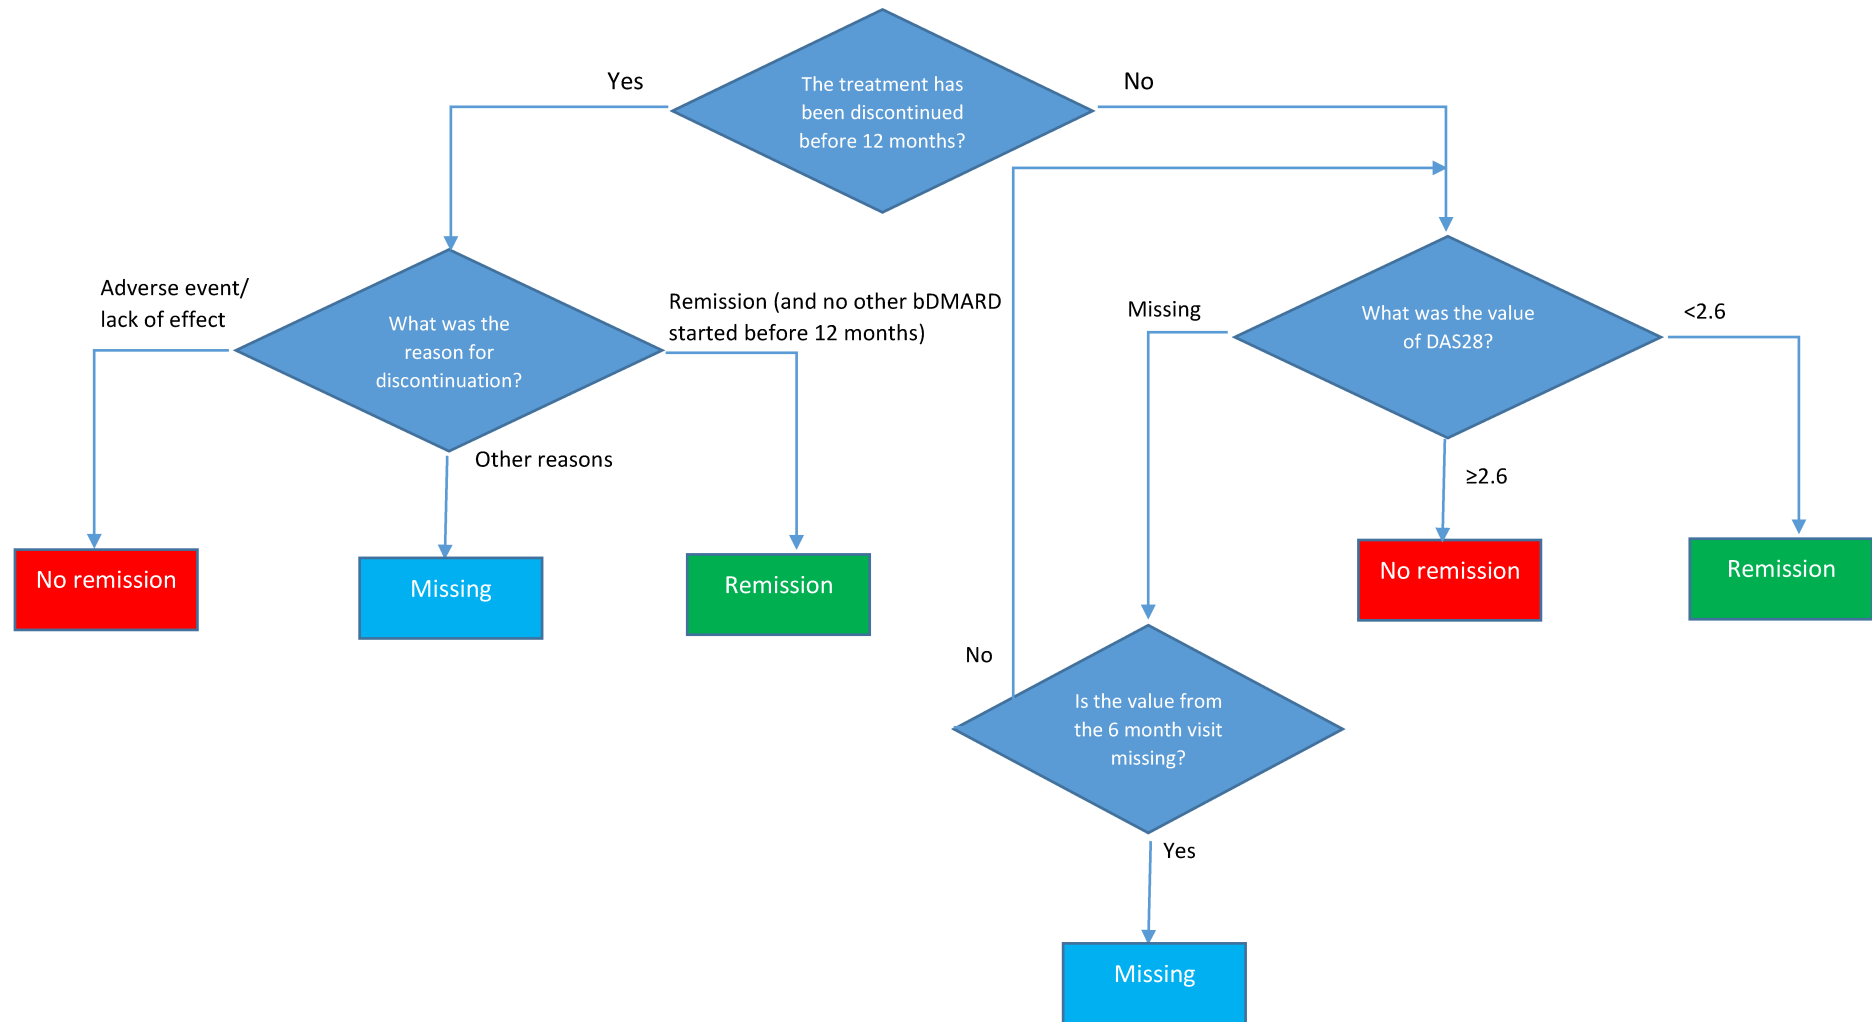 Yes
The treatment has
been discontinued
before 12 months?
No
Adverse event/
lack of effect
What was the
reason for
discontinuation?
Remission (and no other bDMARD
started before 12 months)
Other reasons
Missing
What was the value
of DAS28?
<2.6
≥2.6
No remission
Missing
Remission
No remission
Remission
No
Is the value from
the 6 month visit
missing?
Yes
Missing